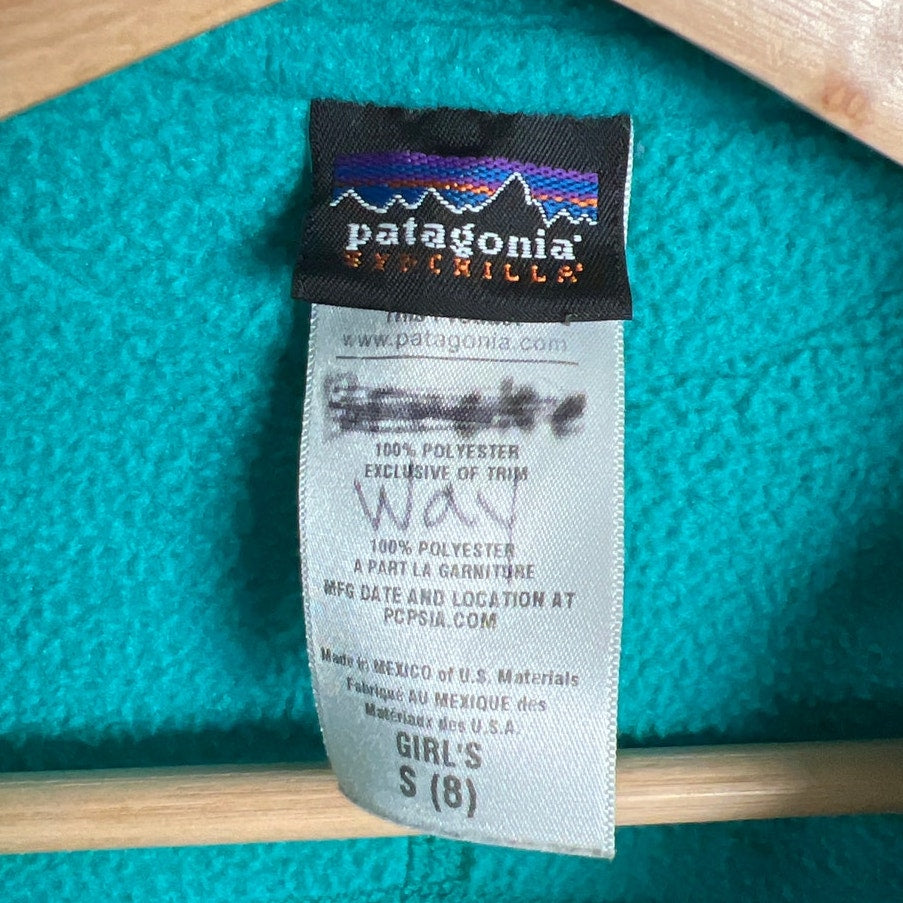 patagonia®
SYNCHILLA®
www.patagonia.com
100% POLYESTER
EXCLUSIVE OF TRIM
Way
100% POLYESTER
A PART LA GARNITURE
MFG DATE AND LOCATION AT
PCPSIA.COM
Made in MEXICO of U.S. Materials
Fabriqué AU MEXIQUE des
Matériaux des U.S.A.
GIRL'S
S (8)